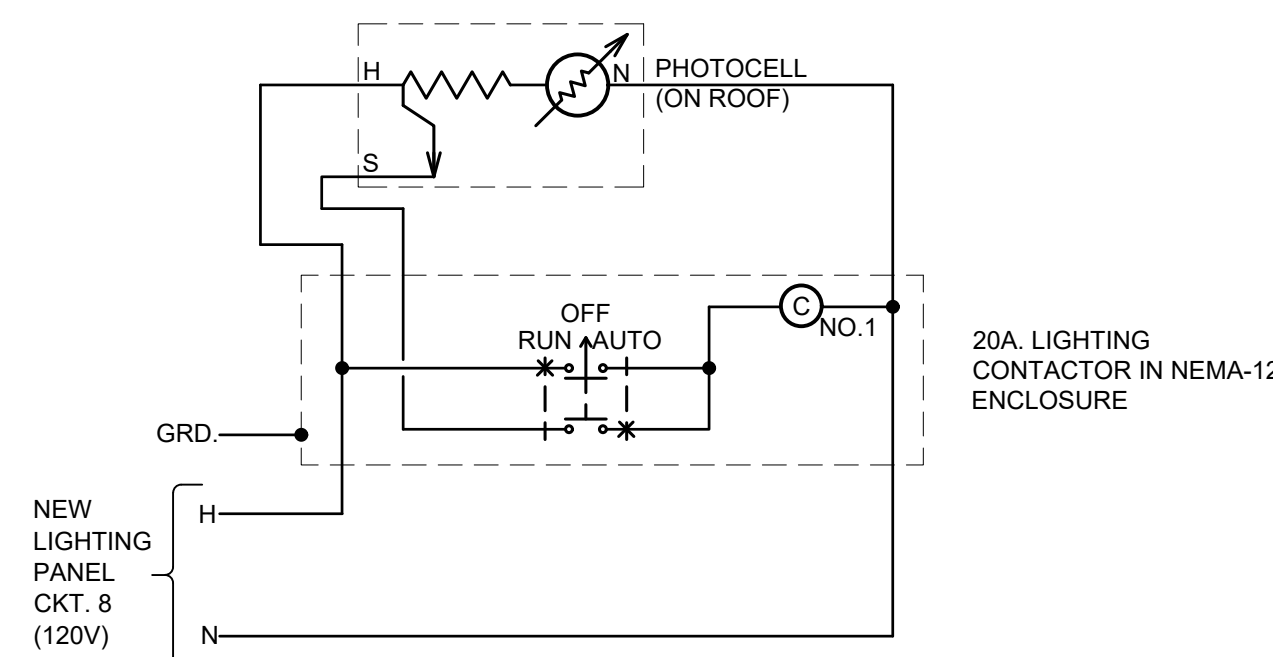 H
N
PHOTOCELL
(ON ROOF)
S
OFF
RUN AUTO
C
NO.1
20A. LIGHTING
CONTACTOR IN NEMA-12
ENCLOSURE
GRD.
NEW
LIGHTING
PANEL
CKT. 8
(120V)
H
N